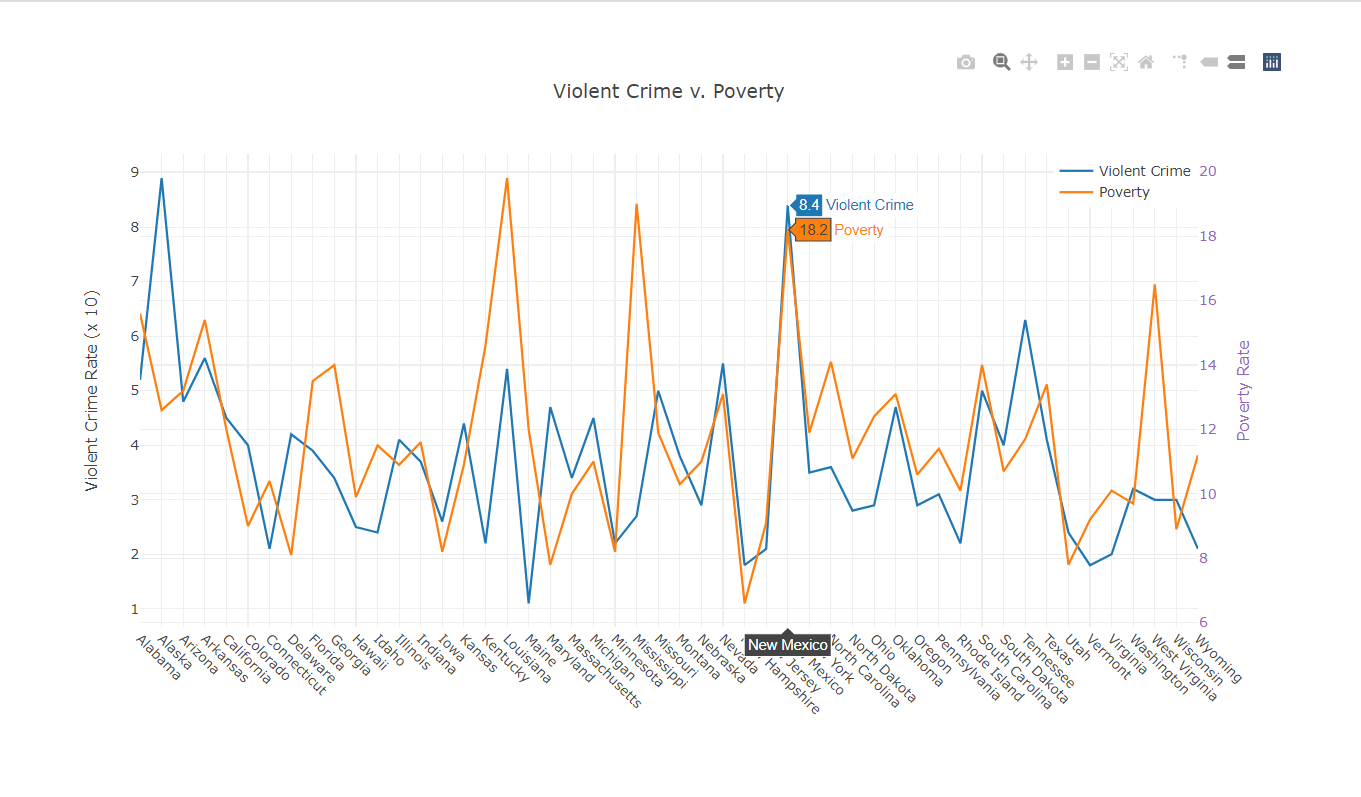 Violent Crime v. Poverty
Violent Crime
Poverty
8.4 Violent Crime
18.2 Poverty
Violent Crime Rate (x 10)
9
8
7
6
5
4
3
2
1
20
18
16
14
12
10
8
6
Poverty Rate
Alabama
Alaska
Arizona
Arkansas
California
Colorado
Connecticut
Delaware
Florida
Georgia
Hawaii
Idaho
Illinois
Indiana
Iowa
Kansas
Kentucky
Louisiana
Maine
Maryland
Massachusetts
Michigan
Minnesota
Mississippi
Missouri
Montana
Nebraska
Nevada
Hampshire
Jersey
Mexico
York
New Mexico
North Carolina
North Dakota
Ohio
Oklahoma
Oregon
Pennsylvania
Rhode Island
South Carolina
South Dakota
Tennessee
Texas
Utah
Vermont
Virginia
Washington
West Virginia
Wisconsin
Wyoming